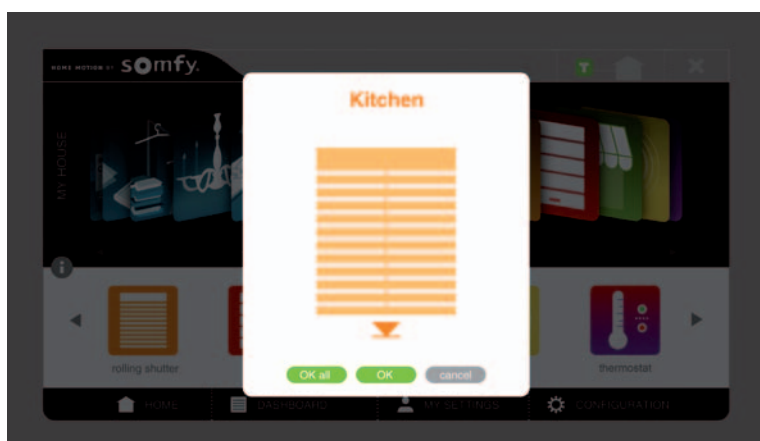 HOME MOTION BY somfy.
T
MY HOUSE
Kitchen
i
rolling shutter
thermostat
OK all
OK
cancel
HOME
DASHBOARD
MY SETTINGS
CONFIGURATION